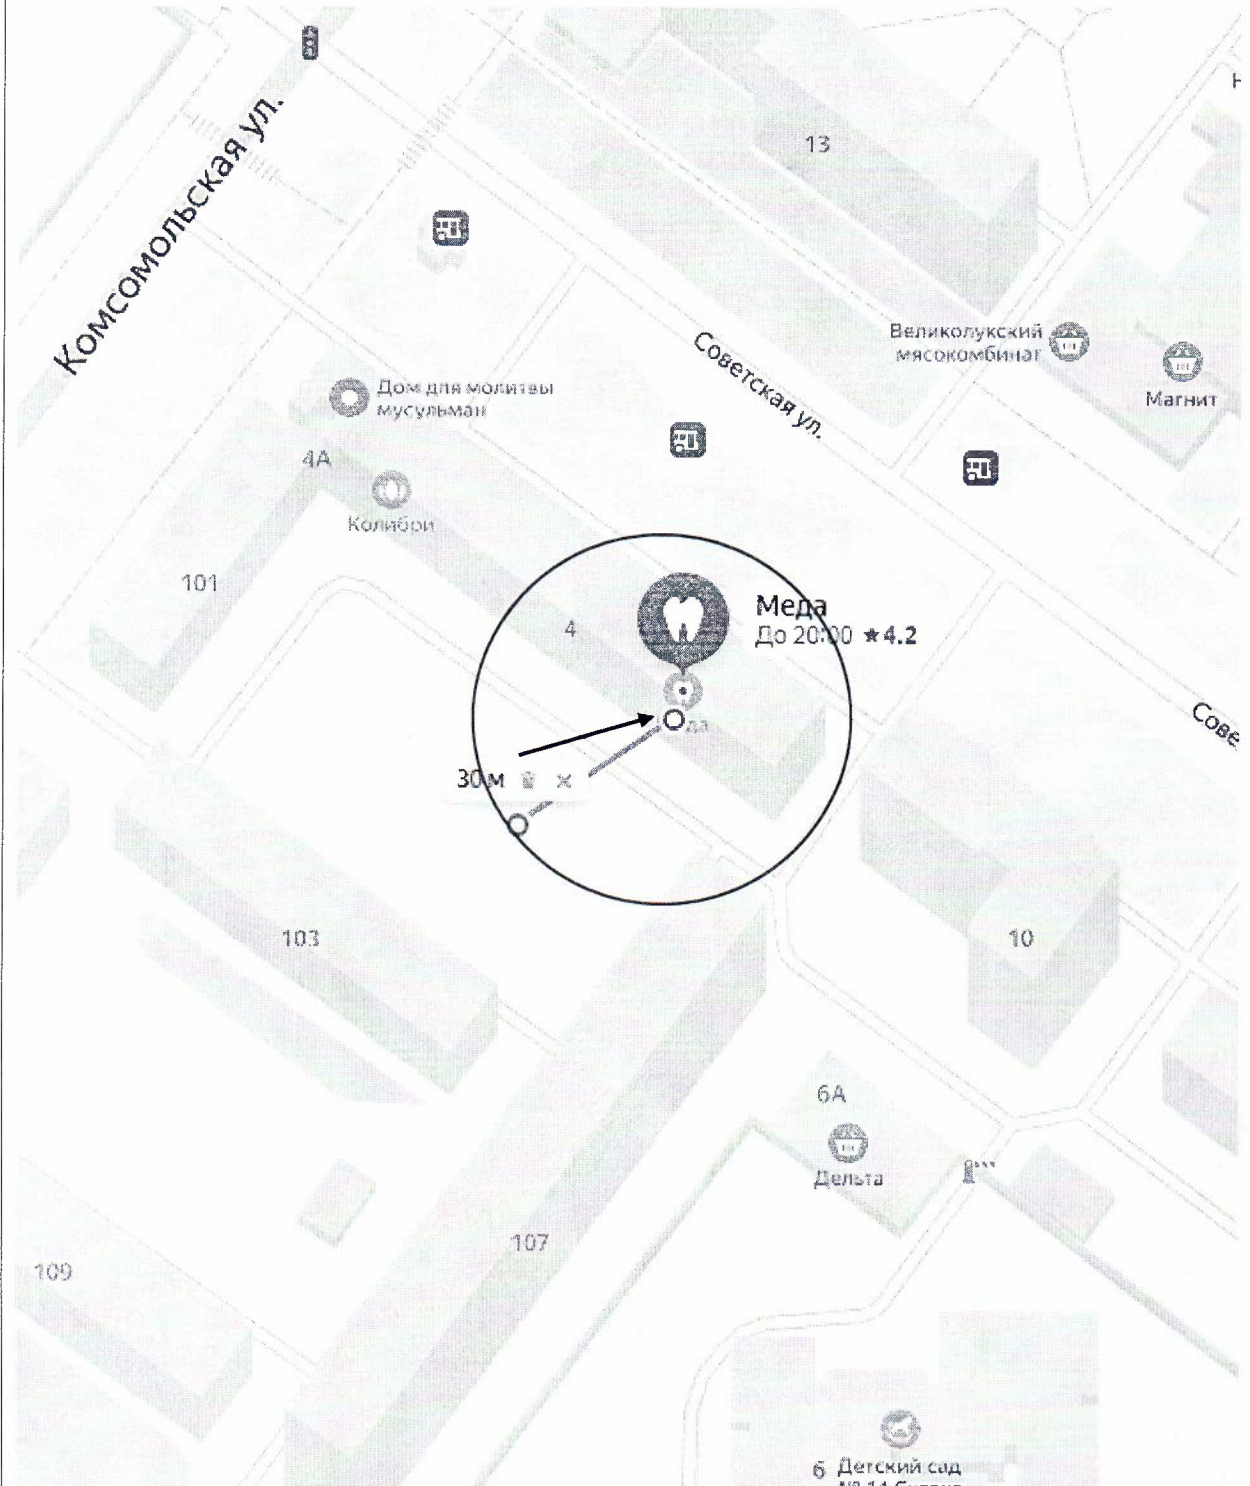 Комсомольская ул.
13
Великолукский
мясокомбинат
Магнит
Советская ул.
Дом для молитвы
мусульман
4А
Колибри
101
4
Меда
До 20:00 ★4.2
да
30 м
Сове
103
10
6А
Дельта
107
109
6 Детский сад